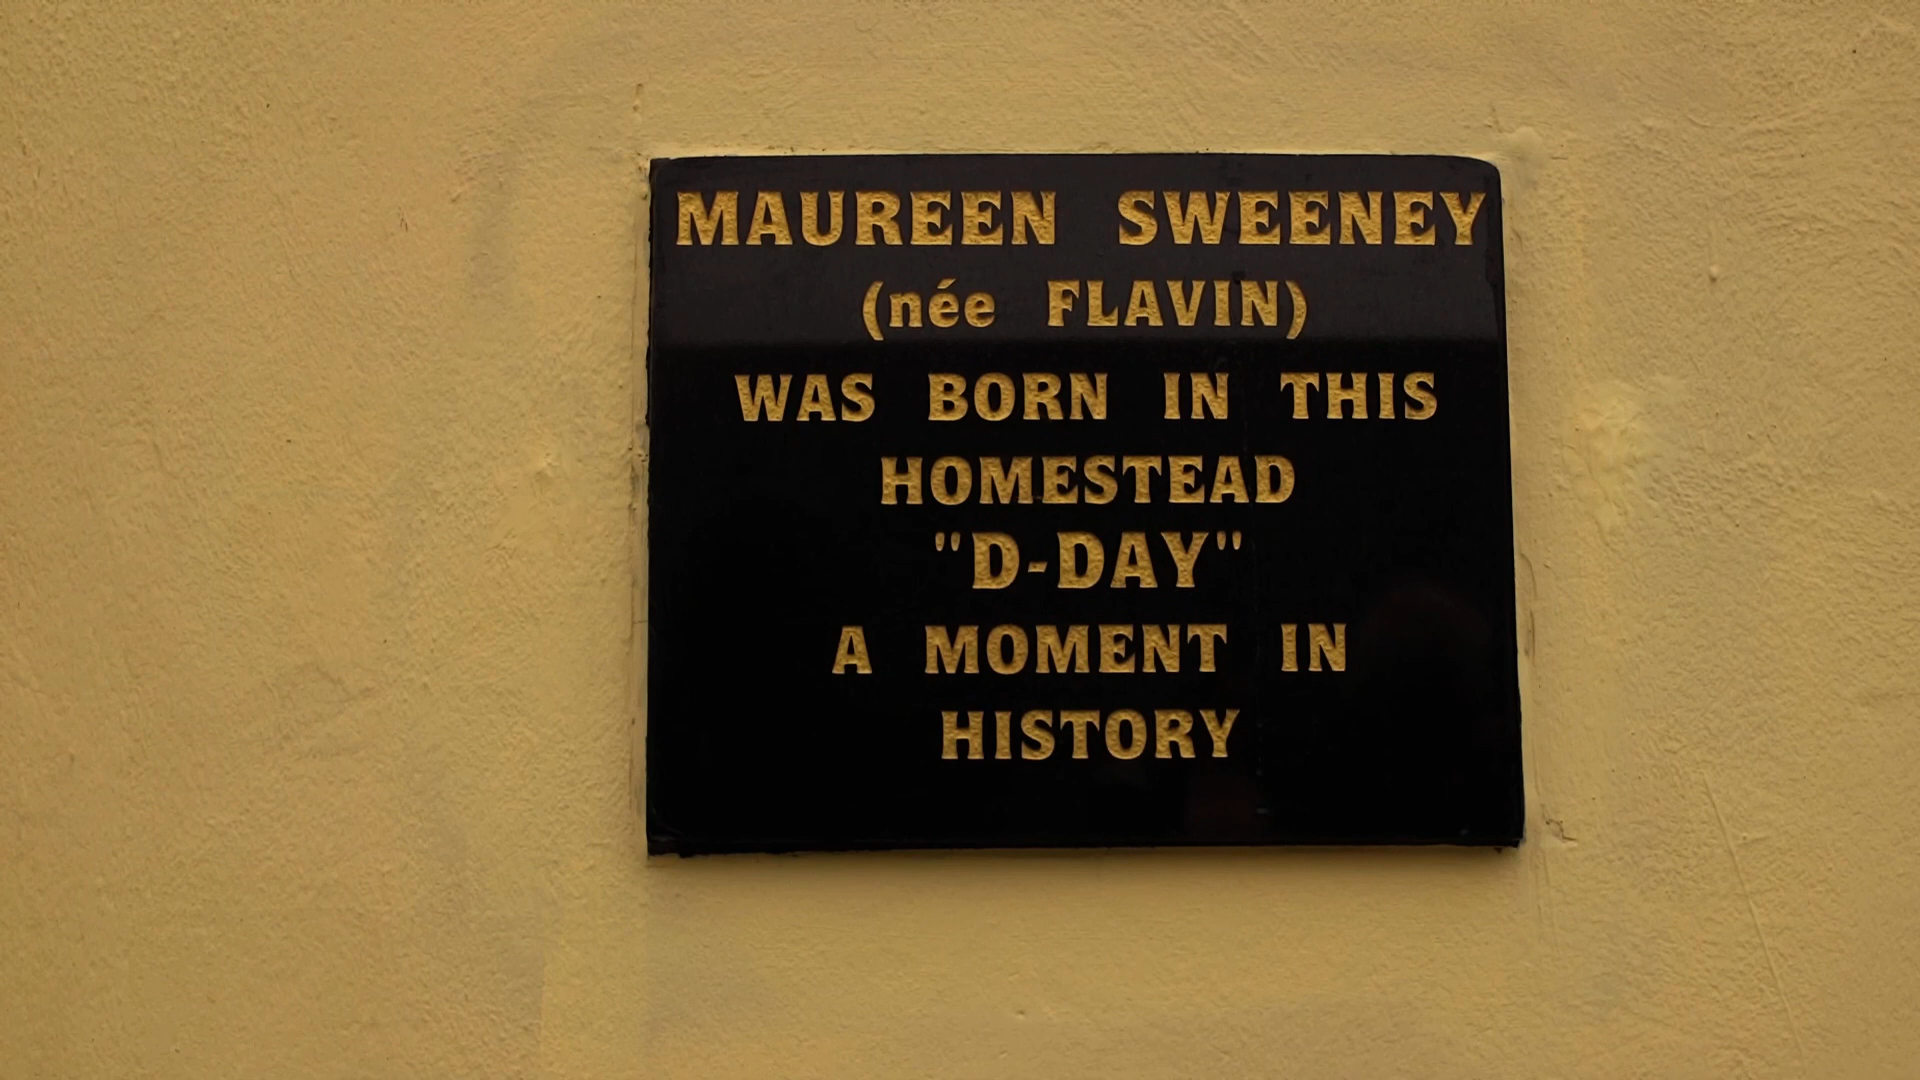 MAUREEN SWEENEY
(née FLAVIN)
WAS BORN IN THIS
HOMESTEAD
"D-DAY"
A MOMENT IN
HISTORY